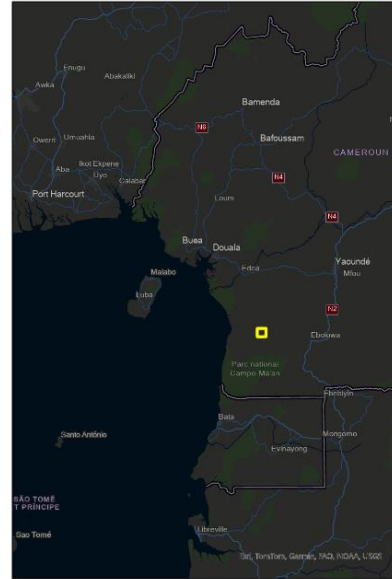 Enugu
Awka
Abakaliki
Bamenda
N6
Bafoussam
CAMEROUN
Owerri
Umuahia
Ikot Ekpene
Aba
Uyo
Calabar
N4
Port Harcourt
Loum
N4
Buea
Douala
Yaoundé
Malabo
Edéa
Mfou
Luba
N2
Ebolowa
Parc national
Campo Ma'an
Ebebiyin
Bata
Santo António
Mongomo
Evinayong
SÃO TOMÉ
T PRÍNCIPE
Libreville
Sao Tomé
Esri, TomTom, Garmin, FAO, NOAA, USGS